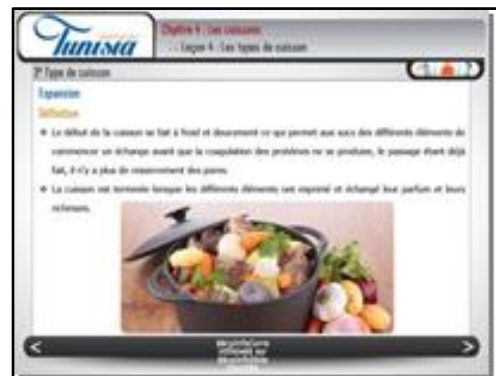 Tunisia
Chapitre 4 : Les cuissons
Leçon 4 : Les types de cuisson
Type de cuisson
Expansion
Définition
Le début de la cuisson se fait à froid et doucement ce qui permet aux sucs des différents éléments de
commencer un échange avant que la coagulation des protéines ne se produise, le passage étant déjà
fait, il n'y a plus de resserrement des pores.
La cuisson est terminée lorsque les différents éléments ont exprimé et échangé leur parfum et leurs
richesses.